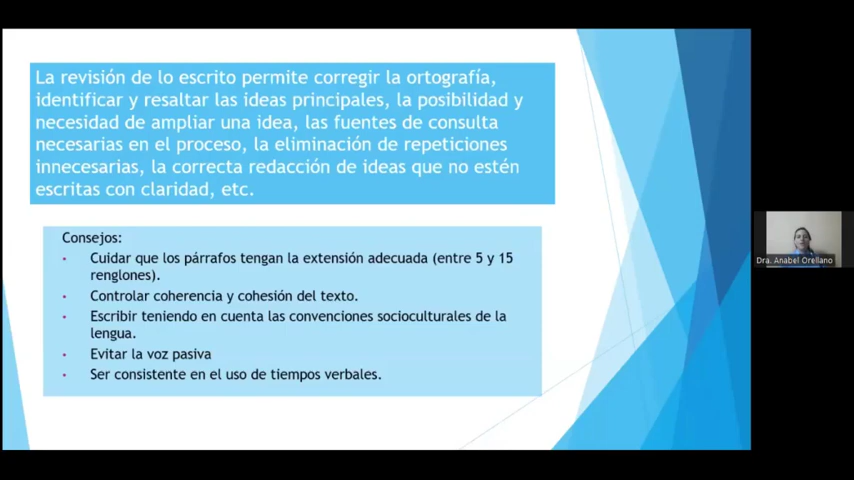 La revisión de lo escrito permite corregir la ortografía,
identificar y resaltar las ideas principales, la posibilidad y
necesidad de ampliar una idea, las fuentes de consulta
necesarias en el proceso, la eliminación de repeticiones
innecesarias, la correcta redacción de ideas que no estén
escritas con claridad, etc.
Consejos:
• Cuidar que los párrafos tengan la extensión adecuada (entre 5 y 15
renglones).
• Controlar coherencia y cohesión del texto.
• Escribir teniendo en cuenta las convenciones socioculturales de la
lengua.
• Evitar la voz pasiva
• Ser consistente en el uso de tiempos verbales.
Dra. Anabel Orellano